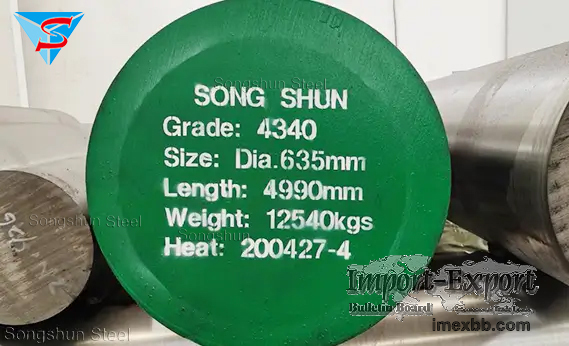 Songshun Steel
SONG SHUN
Grade: 4340
Size: Dia.635mm
Length: 4990mm
Weight: 12540kgs
Heat: 200427-4
Songshun Steel
Songshun
Songshun Steel
Import-Export
Bulletin Board
imexbb.com